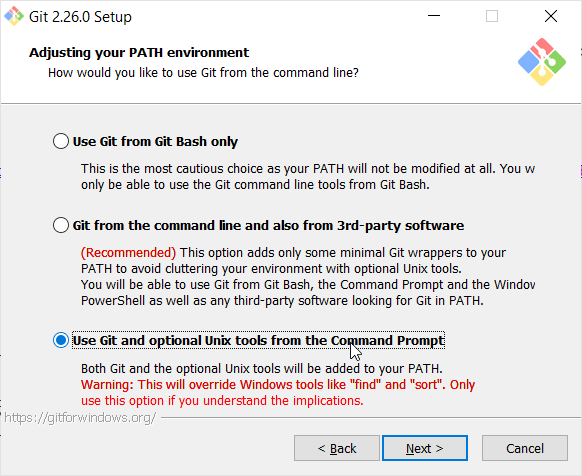 Git 2.26.0 Setup
Adjusting your PATH environment
How would you like to use Git from the command line?
Use Git from Git Bash only
This is the most cautious choice as your PATH will not be modified at all. You w
only be able to use the Git command line tools from Git Bash.
Git from the command line and also from 3rd-party software
(Recommended) This option adds only some minimal Git wrappers to your
PATH to avoid cluttering your environment with optional Unix tools.
You will be able to use Git from Git Bash, the Command Prompt and the Window
PowerShell as well as any third-party software looking for Git in PATH.
Use Git and optional Unix tools from the Command Prompt
Both Git and the optional Unix tools will be added to your PATH.
Warning: This will override Windows tools like "find" and "sort". Only
use this option if you understand the implications.
https://gitforwindows.org/
< Back
Next >
Cancel